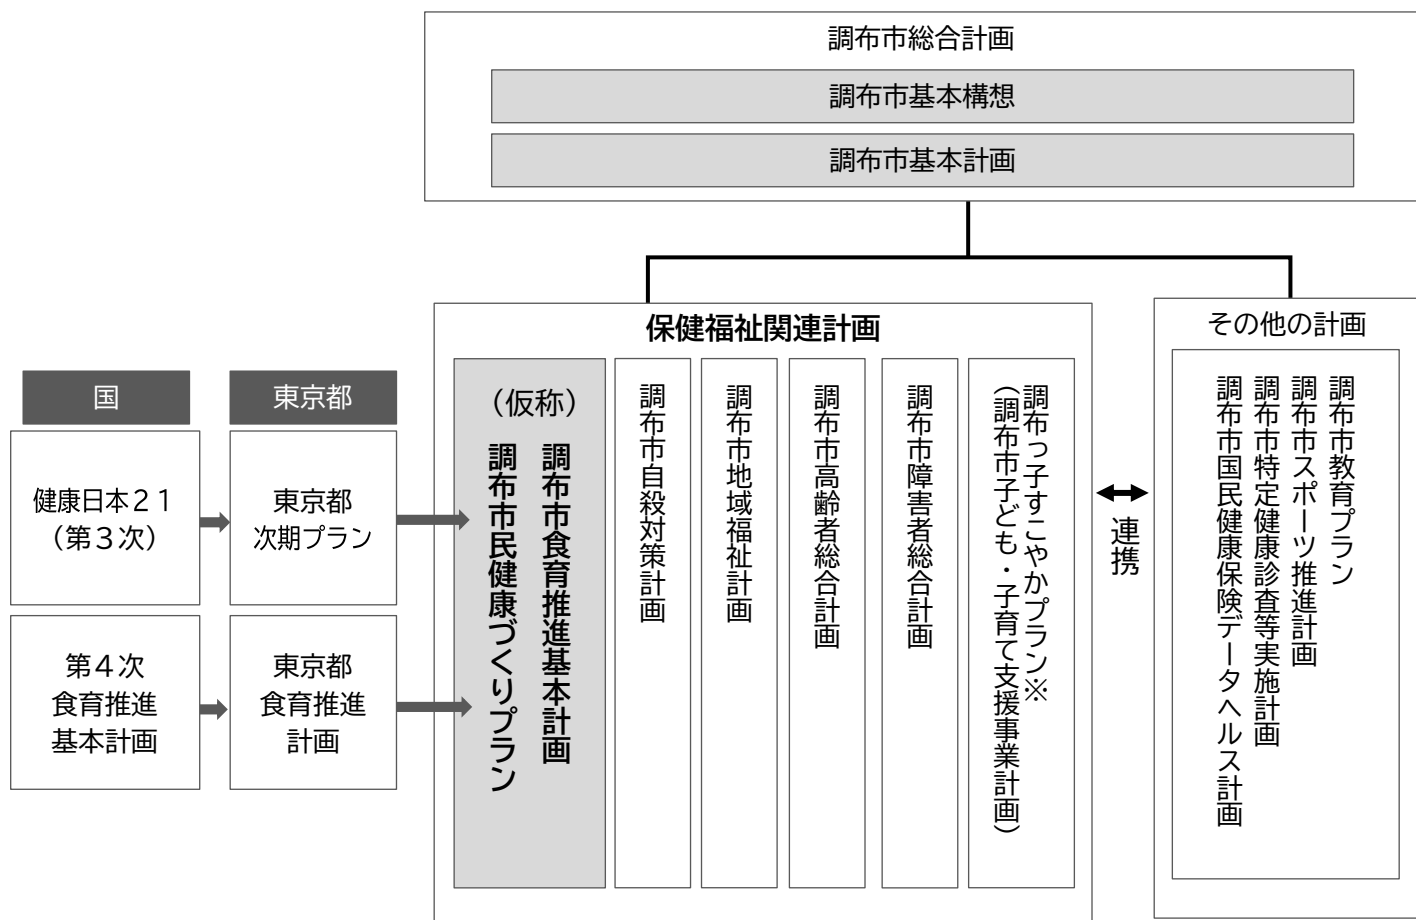 調布市総合計画
調布市基本構想
調布市基本計画
保健福祉関連計画
その他の計画
国
東京都
健康日本２１
（第３次）
東京都
次期プラン
第４次
食育推進
基本計画
東京都
食育推進
計画
（仮称）
調布市食育推進基本計画
調布市民健康づくりプラン
調布市自殺対策計画
調布市地域福祉計画
調布市高齢者総合計画
調布市障害者総合計画
調布っ子すこやかプラン※
（調布市子ども・子育て支援事業計画）
連携
調布市教育プラン
調布市スポーツ推進計画
調布市特定健康診査等実施計画
調布市国民健康保険データヘルス計画